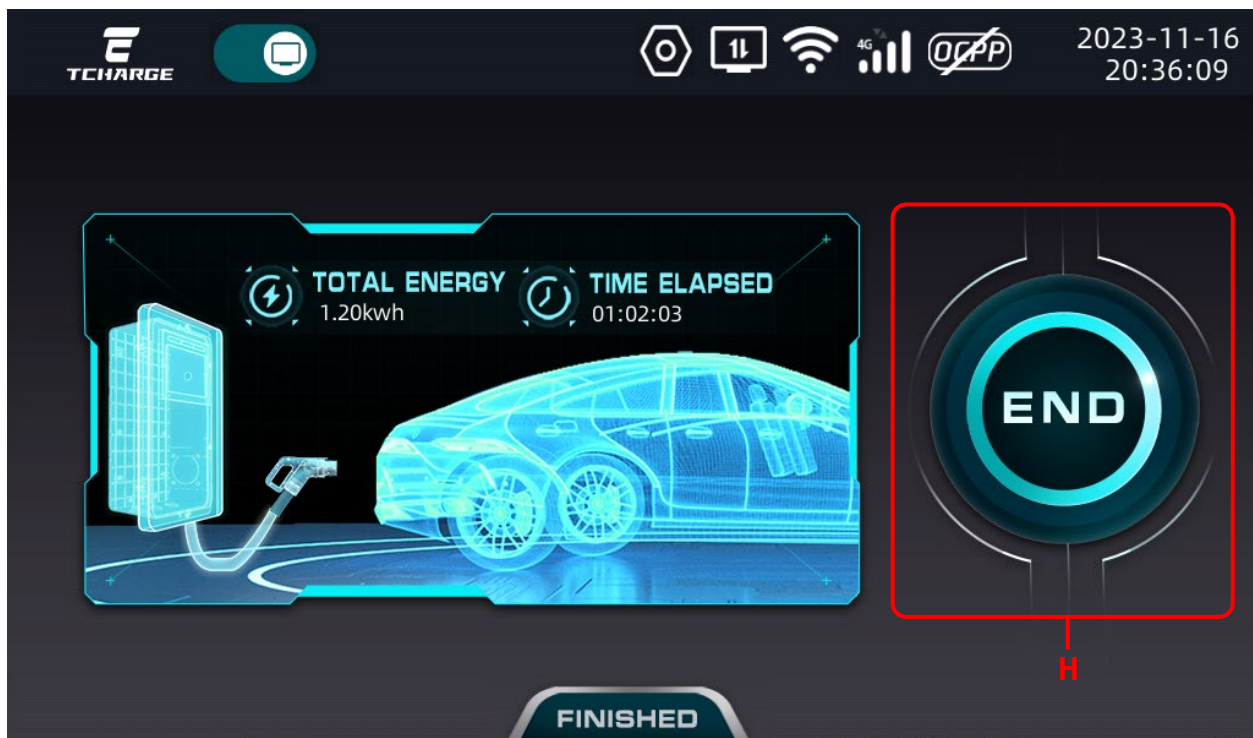 TCHARGE
4G
OCPP
2023-11-16
20:36:09
TOTAL ENERGY
1.20kwh
TIME ELAPSED
01:02:03
END
H
FINISHED